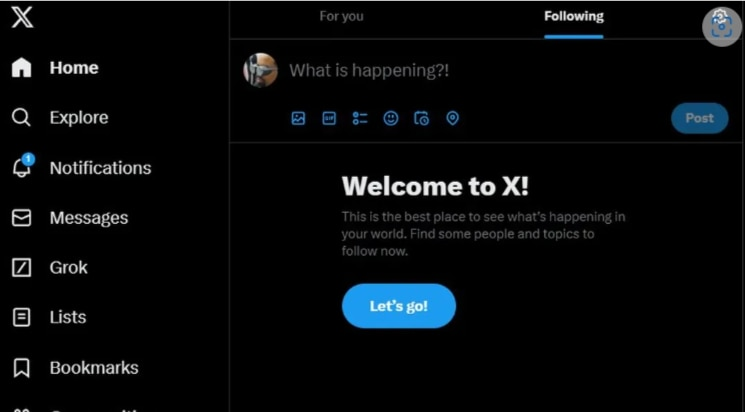 X
For you
Following
Home
What is happening?!
Explore
GIF
Post
1
Notifications
Welcome to X!
Messages
This is the best place to see what's happening in
your world. Find some people and topics to
follow now.
Grok
Let's go!
Lists
Bookmarks